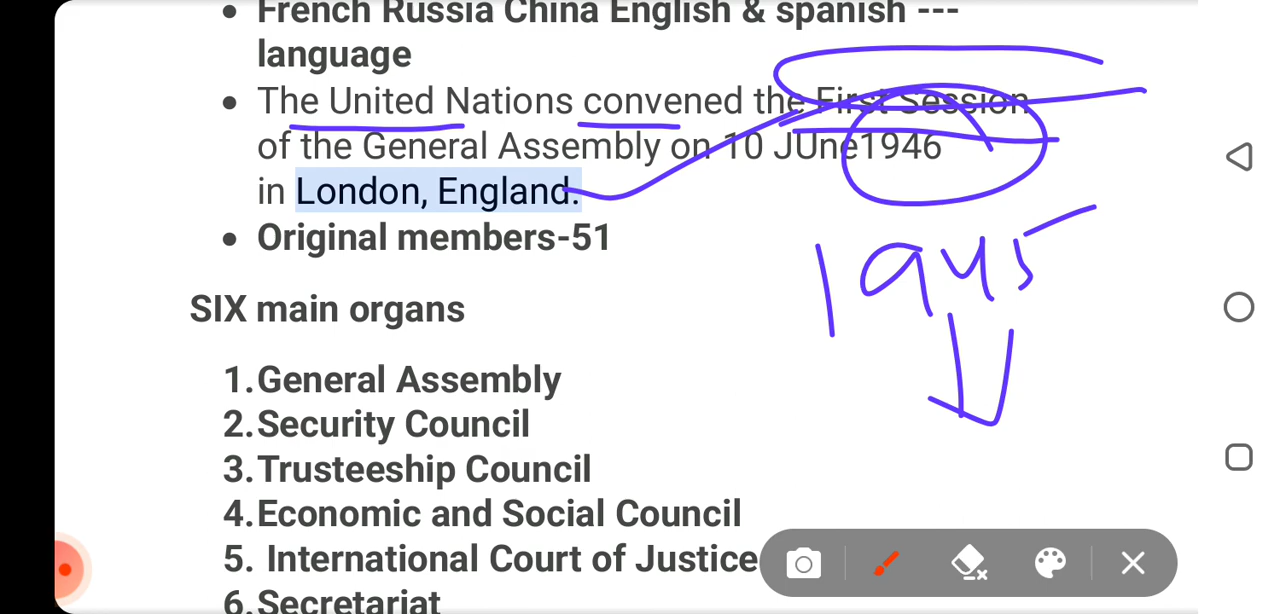 French Russia China English & spanish ---
language
The United Nations convened the First Session
of the General Assembly on 10 JUne1946
in London, England.
Original members-51
1945
SIX main organs
1.General Assembly
2.Security Council
3.Trusteeship Council
4.Economic and Social Council
5. International Court of Justice
6.Secretariat